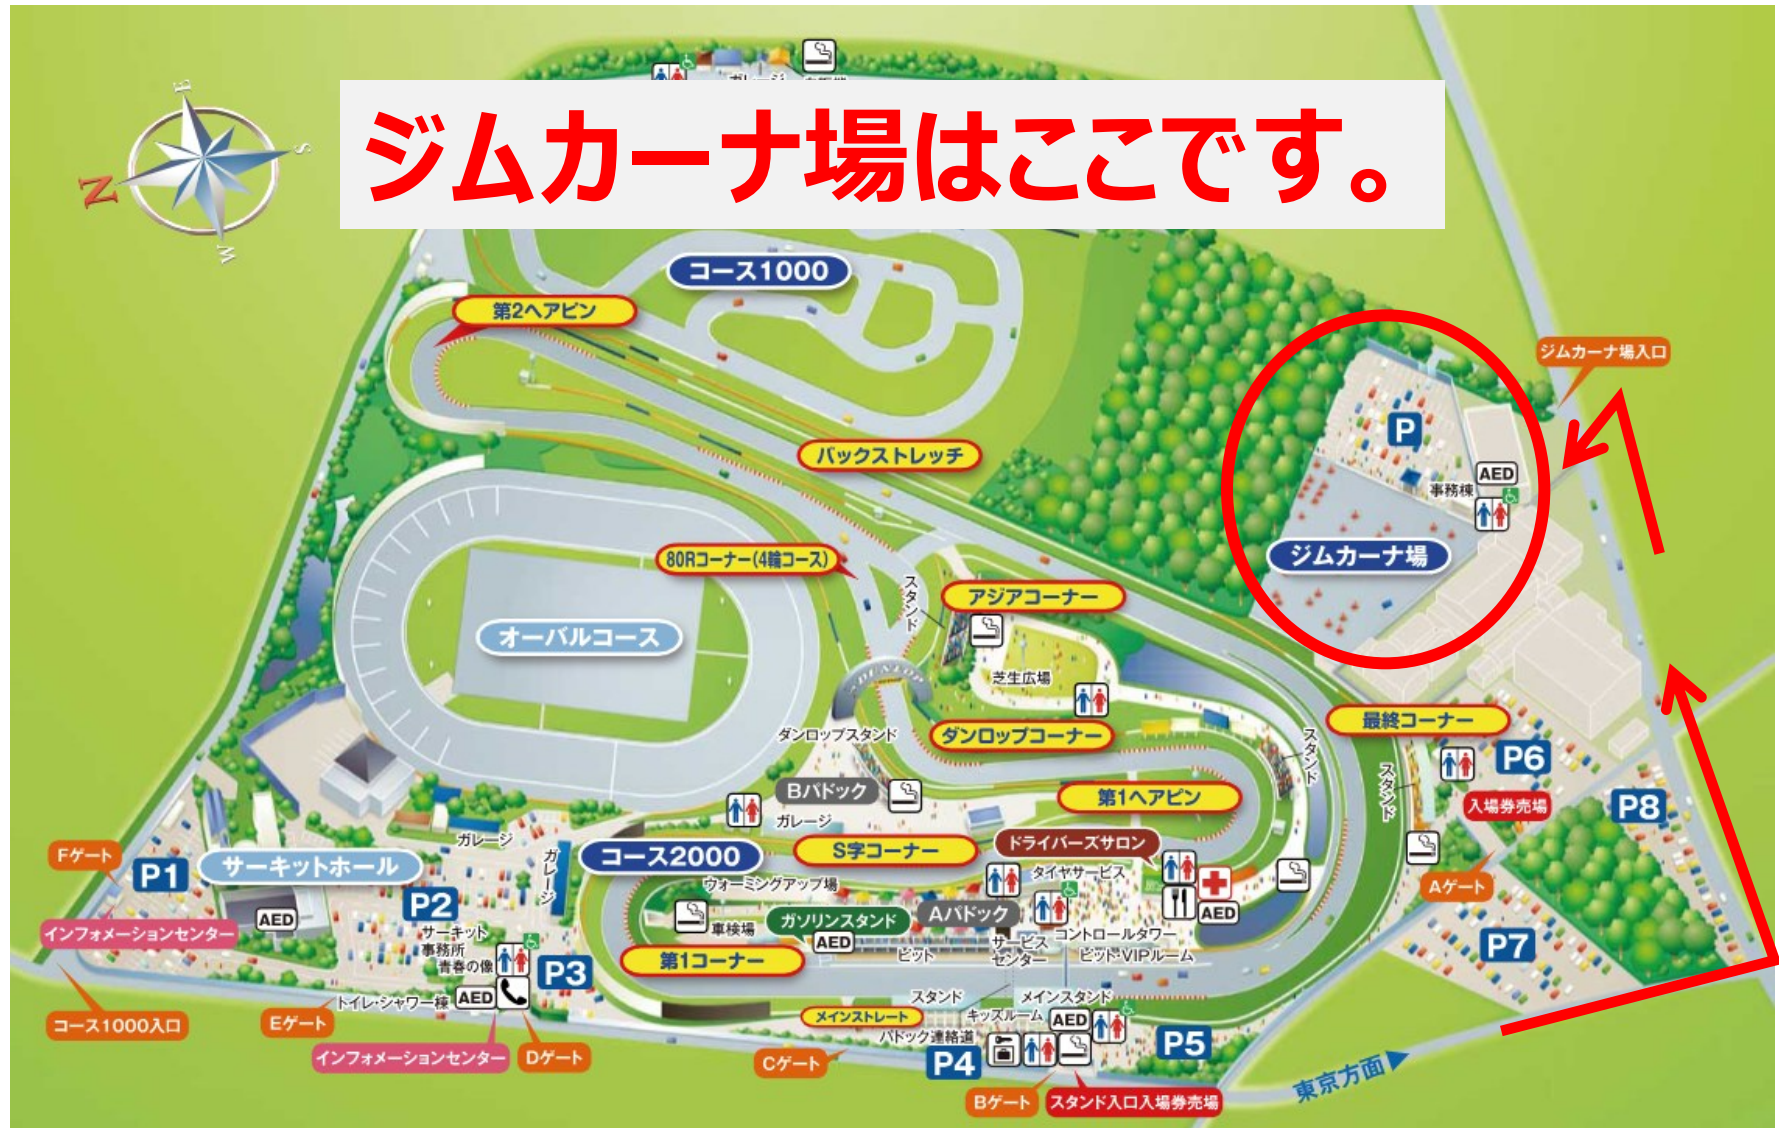 ガレージ
ジムカーナ場はここです。
E
S
N
W
コース1000
第2ヘアピン
ジムカーナ場入口
P
バックストレッチ
AED
事務棟
80Rコーナー(4輪コース)
ジムカーナ場
スタンド
アジアコーナー
オーバルコース
DUNLOP
芝生広場
ダンロップスタンド
ダンロップコーナー
スタンド
最終コーナー
スタンド
P6
Bパドック
第1ヘアピン
入場券売場
P8
ガレージ
ガレージ
ガレージ
コース2000
S字コーナー
ドライバーズサロン
Fゲート
P1
サーキットホール
ウォーミングアップ場
タイヤサービス
Aゲート
P2
AED
ガソリンスタンド
Aパドック
AED
インフォメーションセンター
サーキット
事務所
青春の像
車検場
AED
ピット
サービス
センター
コントロールタワー
ピット・VIPルーム
P7
P3
第1コーナー
トイレ・シャワー棟
AED
スタンド
メインスタンド
コース1000入口
Eゲート
メインストレート
キッズルーム
AED
パドック連絡道
P5
インフォメーションセンター
Dゲート
Cゲート
P4
Bゲート
スタンド入口入場券売場
東京方面